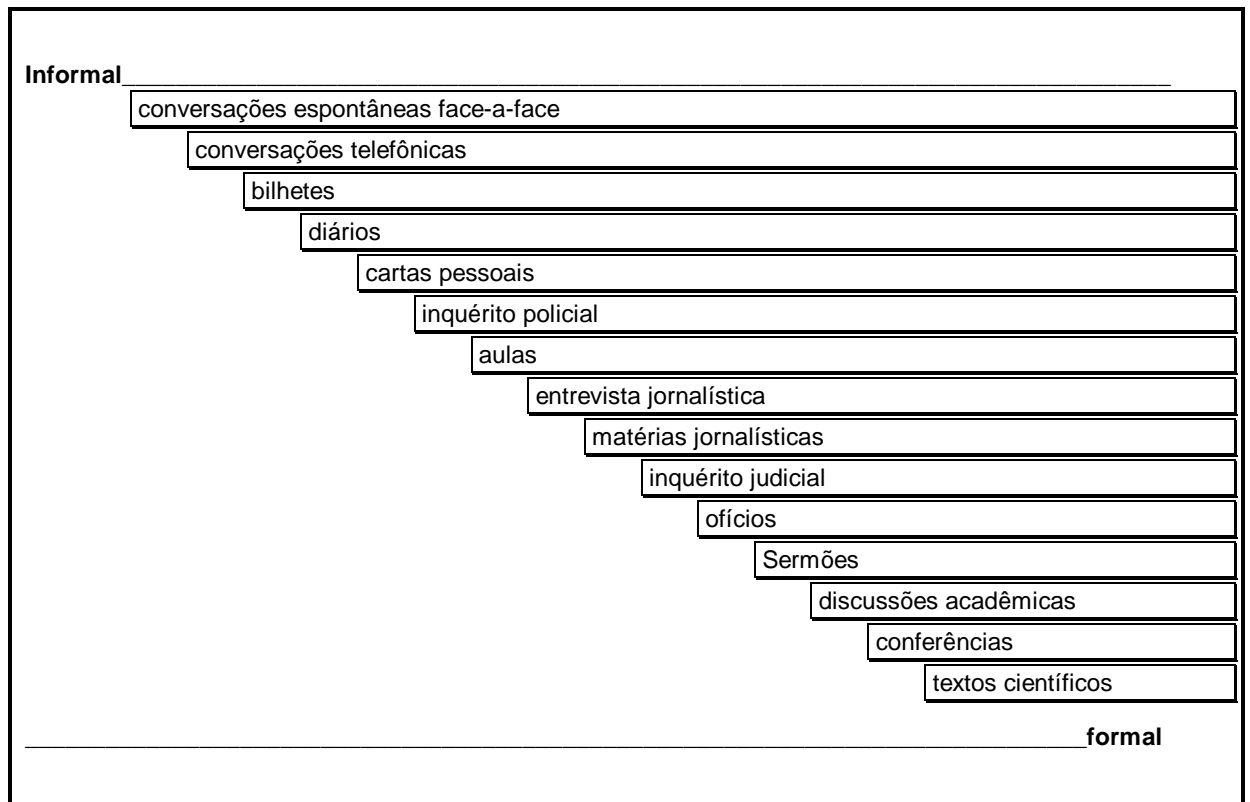 Informal
conversações espontâneas face-a-face
conversações telefônicas
bilhetes
diários
cartas pessoais
inquérito policial
aulas
entrevista jornalística
matérias jornalísticas
inquérito judicial
ofícios
Sermões
discussões acadêmicas
conferências
textos científicos
formal